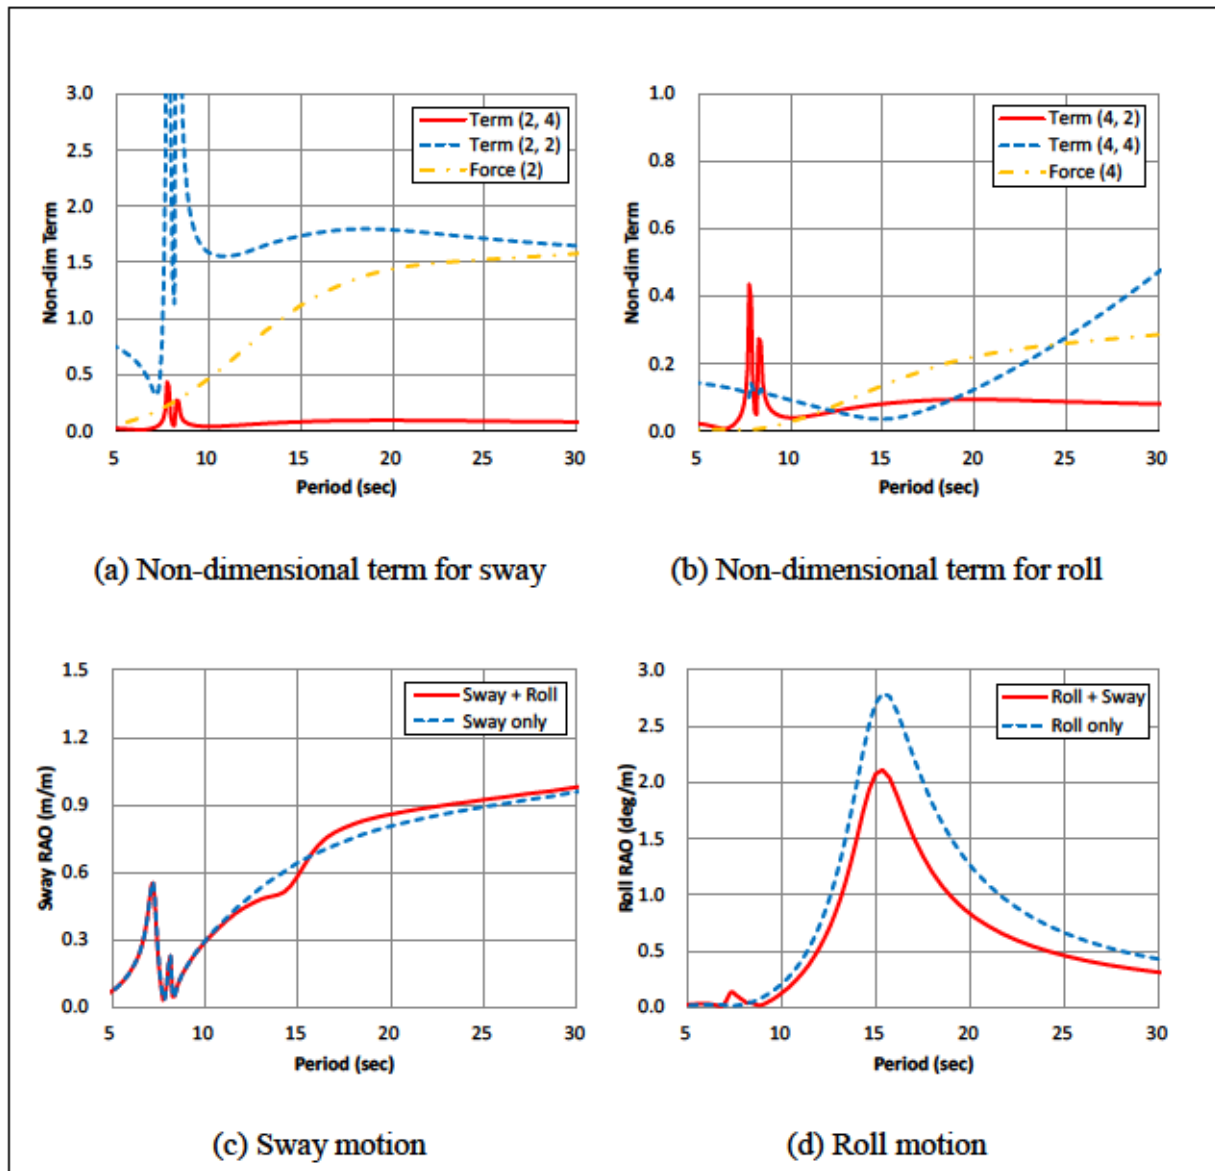 3.0
2.5
2.0
1.5
1.0
0.5
0.0
Non-dim Term
Term (2, 4)
Term (2, 2)
Force (2)
5 10 15 20 25 30
Period (sec)
(a) Non-dimensional term for sway
1.0
0.8
0.6
0.4
0.2
0.0
Non-dim Term
Term (4, 2)
Term (4, 4)
Force (4)
5 10 15 20 25 30
Period (sec)
(b) Non-dimensional term for roll
1.5
1.2
0.9
0.6
0.3
0.0
Sway RAO (m/m)
Sway + Roll
Sway only
5 10 15 20 25 30
Period (sec)
(c) Sway motion
3.0
2.5
2.0
1.5
1.0
0.5
0.0
Roll RAO (deg/m)
Roll + Sway
Roll only
5 10 15 20 25 30
Period (sec)
(d) Roll motion